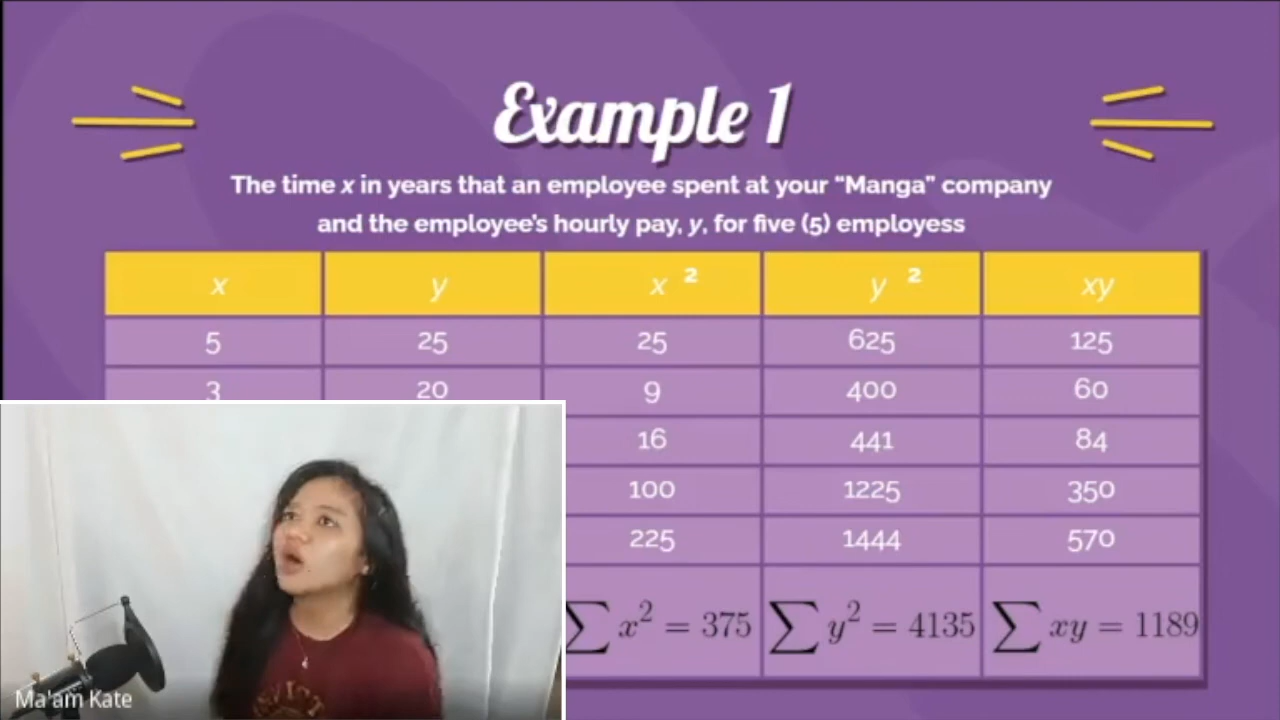 Example 1
The time x in years that an employee spent at your “Manga” company
and the employee’s hourly pay, y, for five (5) employess
x y x ² y ² xy
5 25 25 625 125
3 20 9 400 60
16 441 84
100 1225 350
225 1444 570
∑ x² = 375 ∑ y² = 4135 ∑ xy = 1189
Ma'am Kate